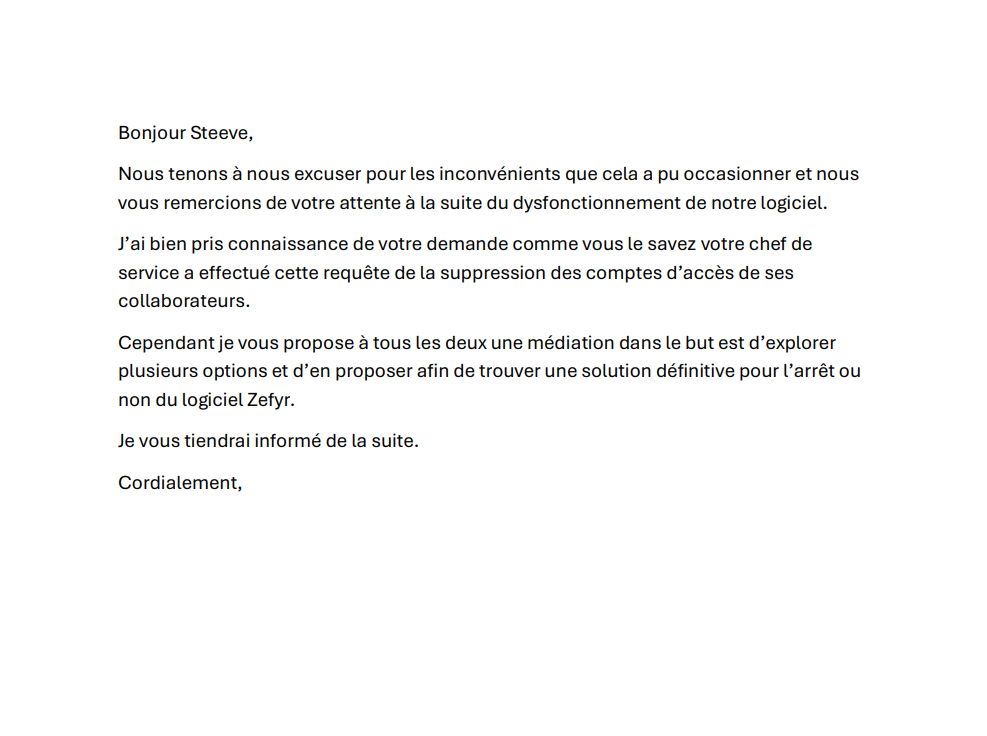 Bonjour Steeve,
Nous tenons à nous excuser pour les inconvénients que cela a pu occasionner et nous
vous remercions de votre attente à la suite du dysfonctionnement de notre logiciel.
J’ai bien pris connaissance de votre demande comme vous le savez votre chef de
service a effectué cette requête de la suppression des comptes d’accès de ses
collaborateurs.
Cependant je vous propose à tous les deux une médiation dans le but est d’explorer
plusieurs options et d’en proposer afin de trouver une solution définitive pour l’arrêt ou
non du logiciel Zefyr.
Je vous tiendrai informé de la suite.
Cordialement,